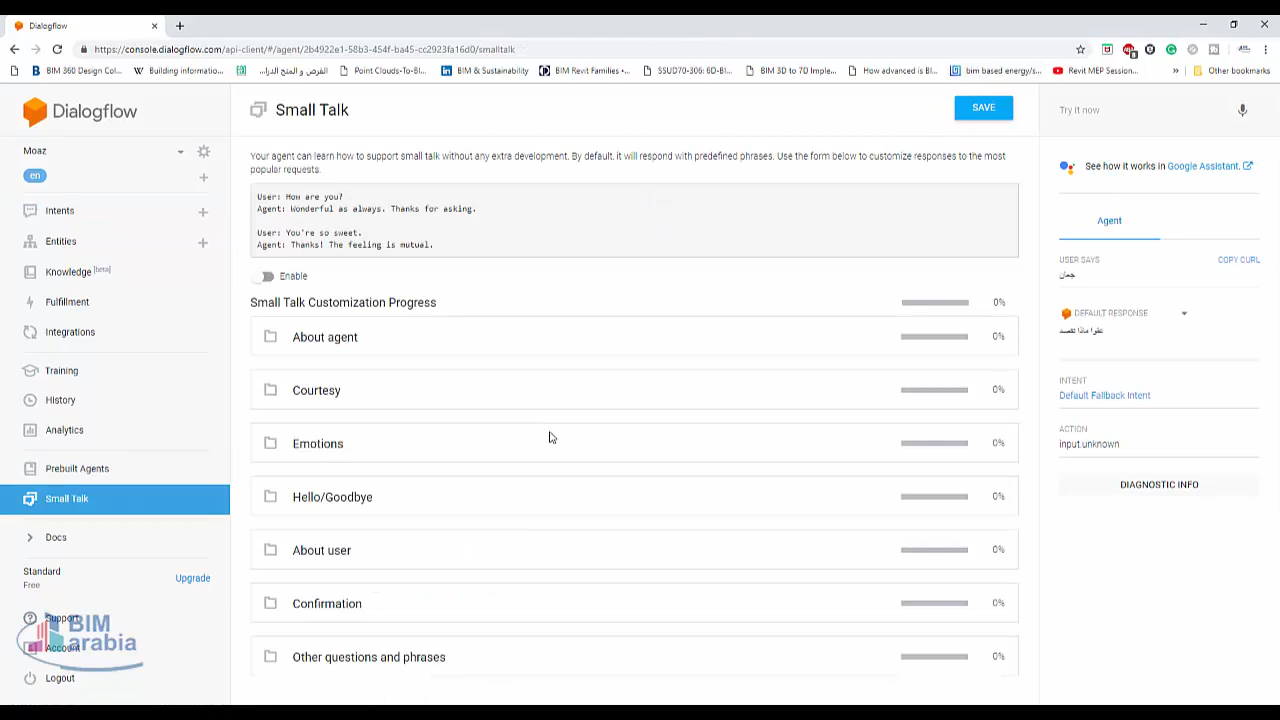 Dialogflow
https://console.dialogflow.com/api-client/#/agent/2b4922e1-58b3-454f-ba45-cc2923fa16d0/smalltalk
BIM 360 Design Col...
Building informatio...
Point Clouds-To-BI...
BIM & Sustainability
BIM Revit Families •...
SSUD70-306: 6D-BI...
BIM 3D to 7D Imple...
How advanced is BI...
bim based energy/s...
Revit MEP Session...
»
Other bookmarks
Dialogflow
Moaz
en
Intents
Entities
Knowledge [beta]
Fulfillment
Integrations
Training
History
Analytics
Prebuilt Agents
Small Talk
Docs
Standard
Free
Upgrade
Support
Account
Logout
BIM
arabia
Small Talk
SAVE
Your agent can learn how to support small talk without any extra development. By default, it will respond with predefined phrases. Use the form below to customize responses to the most
popular requests.
User: How are you?
Agent: Wonderful as always. Thanks for asking.
User: You're so sweet.
Agent: Thanks! The feeling is mutual.
Enable
Small Talk Customization Progress 0%
About agent 0%
Courtesy 0%
Emotions 0%
Hello/Goodbye 0%
About user 0%
Confirmation 0%
Other questions and phrases 0%
Try it now
See how it works in Google Assistant.
Agent
USER SAYS COPY CURL
DEFAULT RESPONSE
عفوا ماذا تقصد
INTENT
Default Fallback Intent
ACTION
input.unknown
DIAGNOSTIC INFO